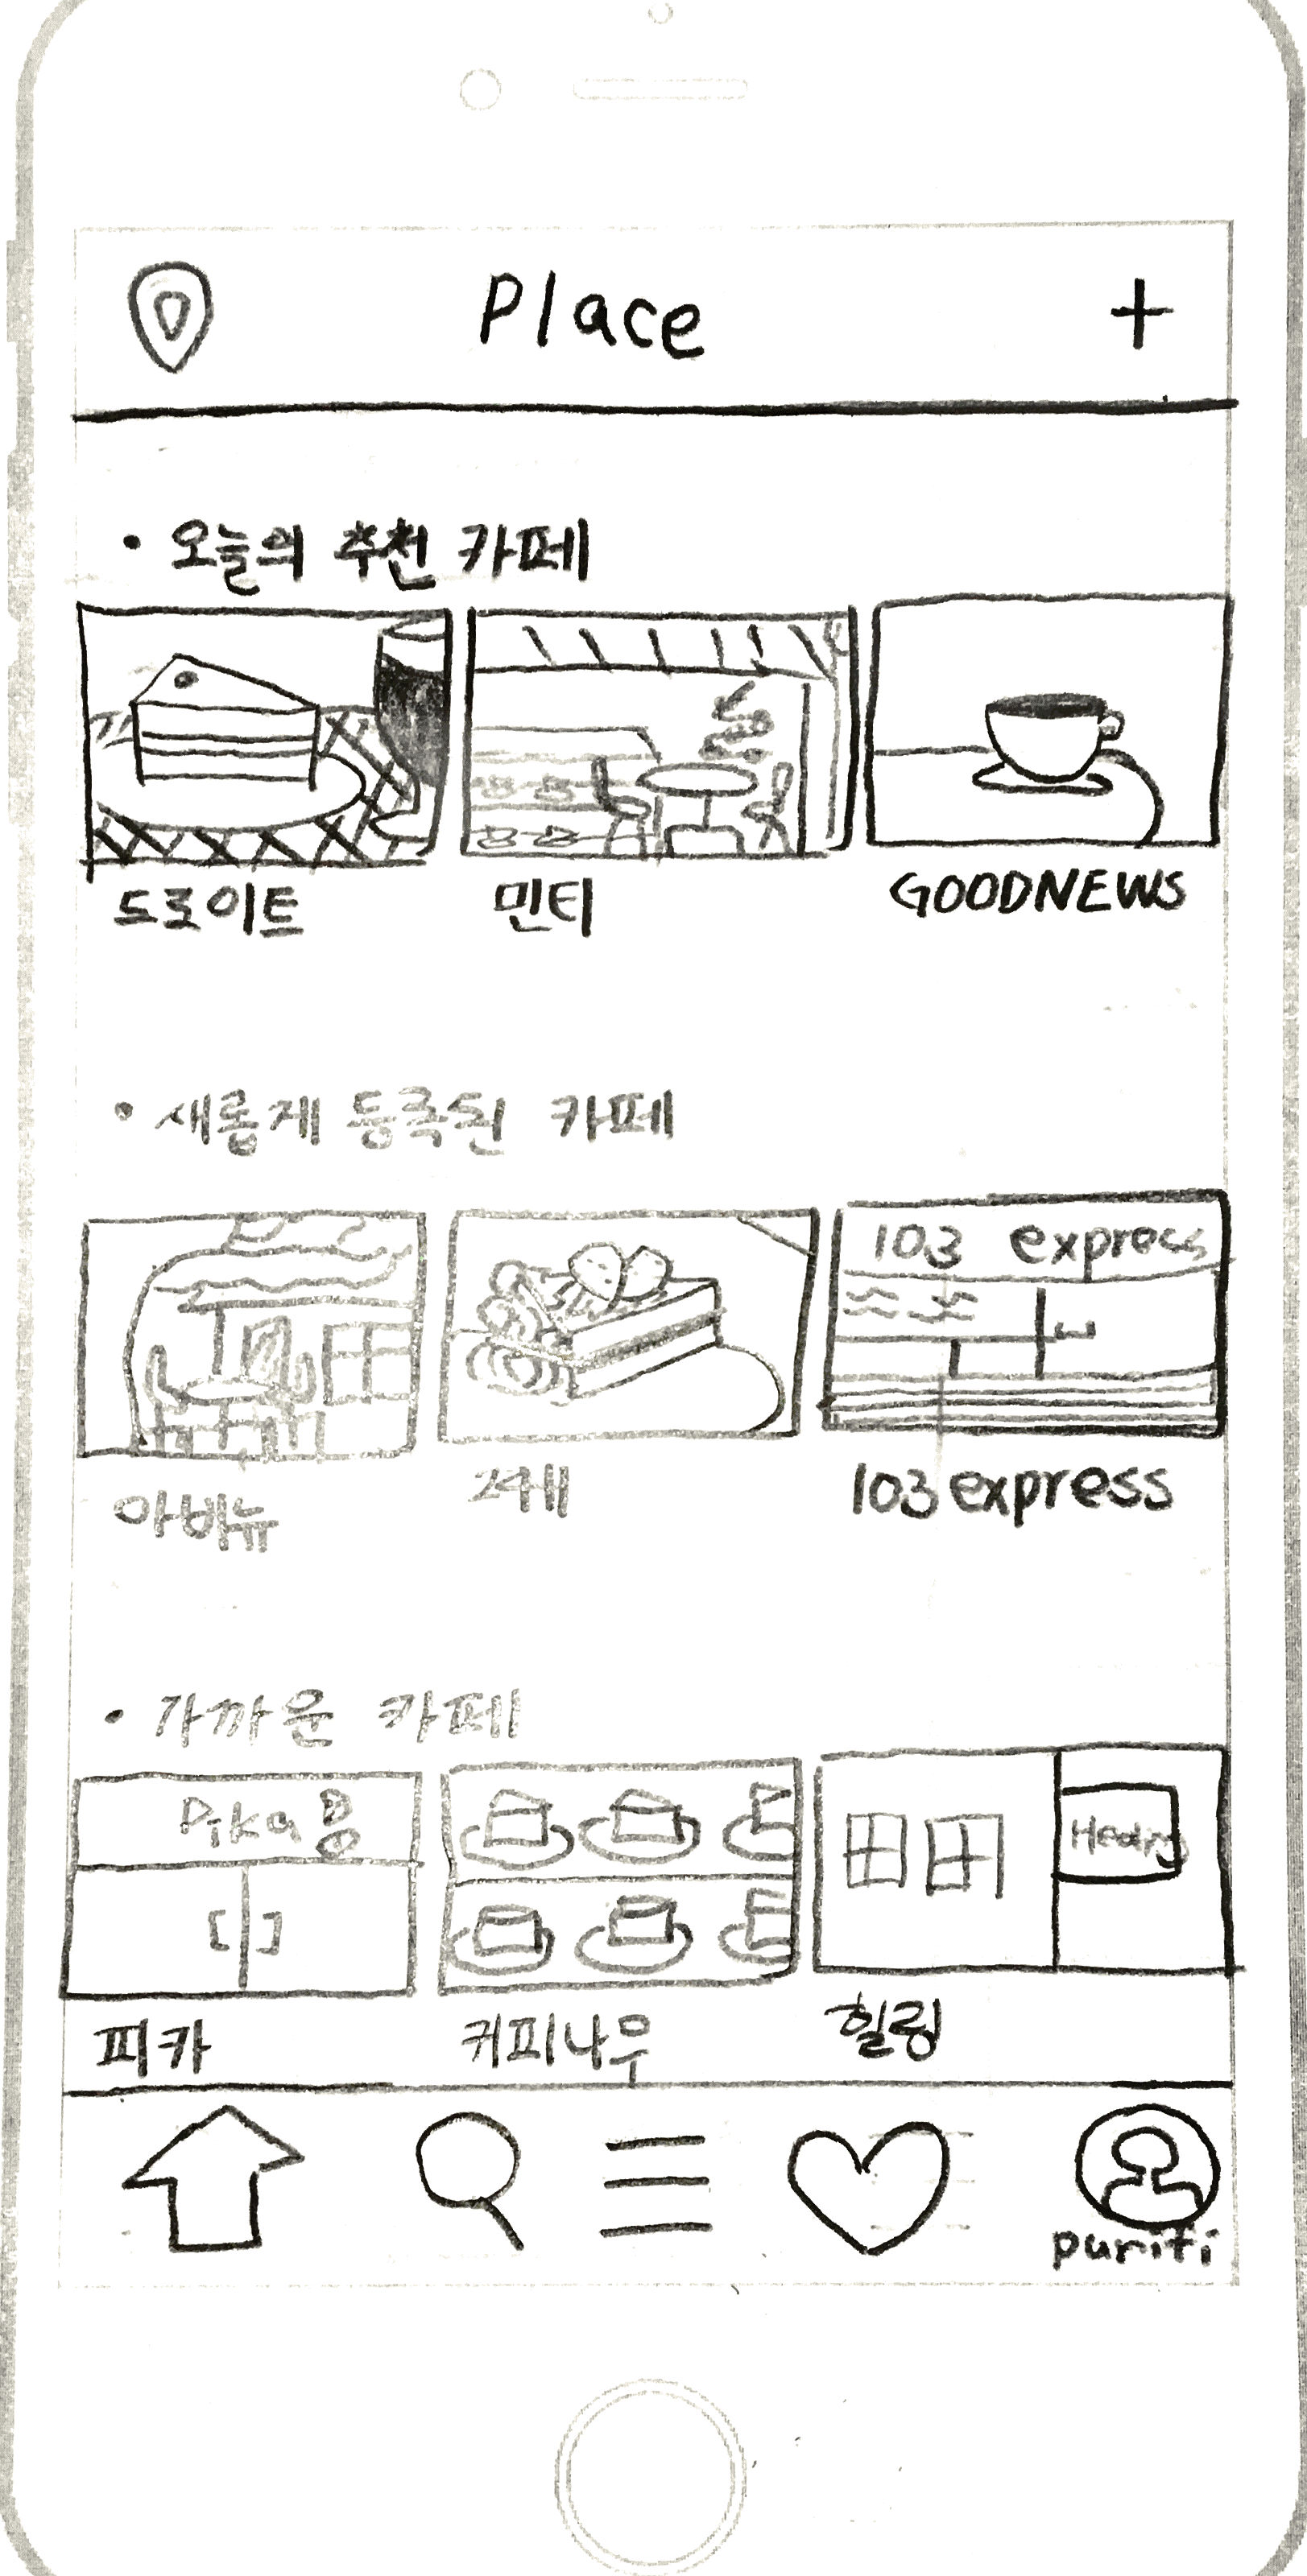 Place
+
• 오늘의 추천 카페
드로이트 민티 GOODNEWS
• 새롭게 등록된 카페
103 express
아비뉴 24세 103 express
• 가까운 카페
Pika
피카 커피나무 힐링
puriti